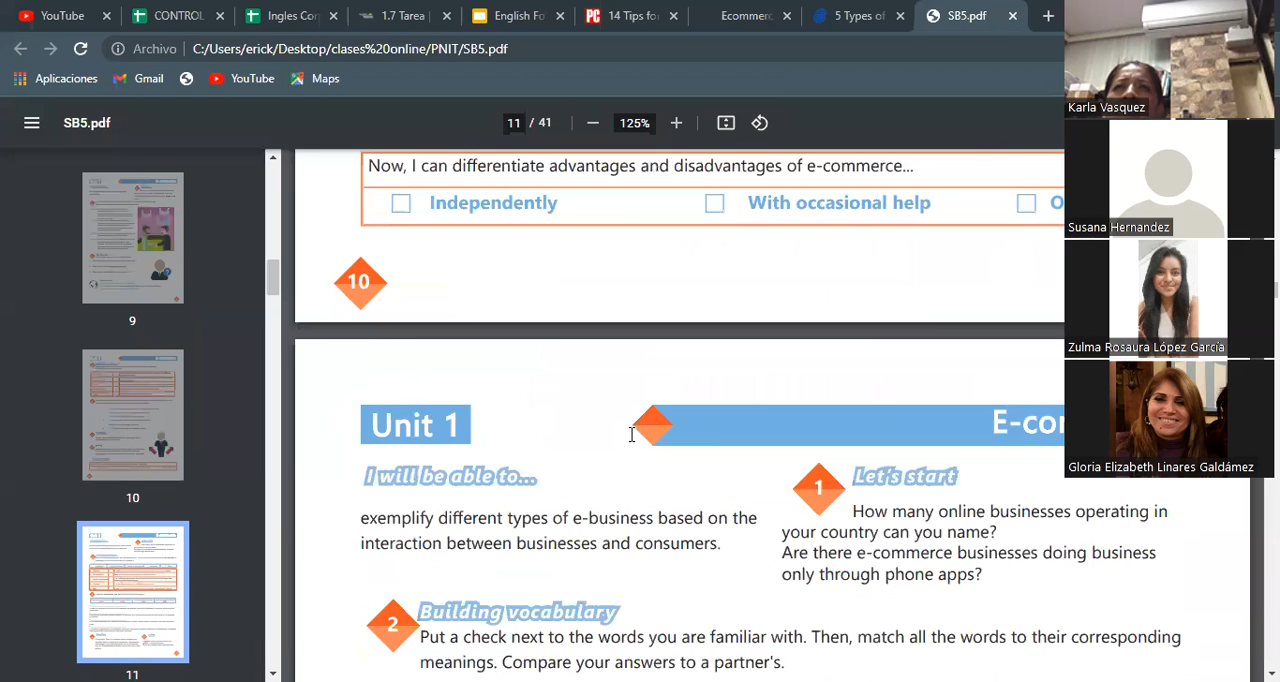 YouTube
CONTROL
Ingles Cor
1.7 Tarea |
English Fo
PC
14 Tips fo
Ecommerc
5 Types of
SB5.pdf
Archivo
C:/Users/erick/Desktop/clases%20online/PNIT/SB5.pdf
Aplicaciones
Gmail
YouTube
Maps
SB5.pdf
11 / 41
125%
9
10
11
Now, I can differentiate advantages and disadvantages of e-commerce...
Independently
With occasional help
O
10
Unit 1
E-co
I will be able to...
exemplify different types of e-business based on the
interaction between businesses and consumers.
1
Let's start
How many online businesses operating in
your country can you name?
Are there e-commerce businesses doing business
only through phone apps?
2
Building vocabulary
Put a check next to the words you are familiar with. Then, match all the words to their corresponding
meanings. Compare your answers to a partner's.
Karla Vasquez
Susana Hernandez
Zulma Rosaura López García
Gloria Elizabeth Linares Galdámez